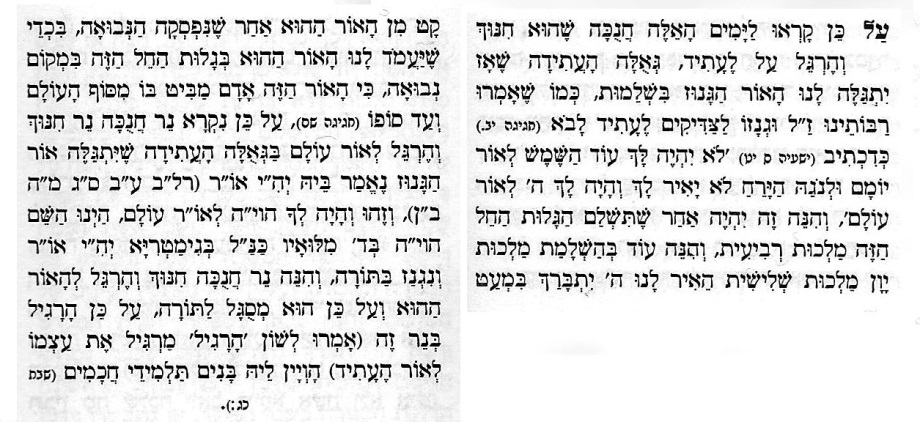 עַל כֵּן קָרְאוּ לַיָּמִים הָאֵלֶּה חֲנֻכָּה שֶׁהוּא חִנּוּךְ
וְהֶרְגֵּל עַל לֶעָתִיד, גְּאֻלָּה הָעֲתִידָה שֶׁאָז
יִתְגַּלֶּה לָנוּ הָאוֹר הַגָּנוּז בִּשְׁלֵמוּת, כְּמוֹ שֶׁאָמְרוּ
רַבּוֹתֵינוּ ז"ל וּגְנָזוֹ לַצַּדִּיקִים לֶעָתִיד לָבֹא (חגיגה יב.)
כְּדִכְתִיב (ישעיה ס יט) 'לֹא יִהְיֶה לָּךְ עוֹד הַשֶּׁמֶשׁ לְאוֹר
יוֹמָם וּלְנֹגַהּ הַיָּרֵחַ לֹא יָאִיר לָךְ וְהָיָה לָךְ ה' לְאוֹר
עוֹלָם', וְהִנֵּה זֶה יִהְיֶה אַחַר שֶׁתִּשְׁלַם הַגָּלוּת הַחֵל
הַזֶּה מַלְכוּת רְבִיעִית, וְהִנֵּה עוֹד בְּהַשְׁלָמַת מַלְכוּת
יָוָן מַלְכוּת שְׁלִישִׁית הֵאִיר לָנוּ ה' יִתְבָּרַךְ בִּמְעַט
קָט מִן הָאוֹר הַהוּא אַחַר שֶׁנִּפְסְקָה הַנְּבוּאָה, בִּכְדֵי
שֶׁיַּעֲמֹד לָנוּ הָאוֹר הַהוּא בְּגָלוּת הַחֵל הַזֶּה בִּמְקוֹם
נְבוּאָה, כִּי הָאוֹר הַזֶּה אָדָם מַבִּיט בּוֹ מִסּוֹף הָעוֹלָם
וְעַד סוֹפוֹ (חגיגה שם), עַל כֵּן נִקְרָא נֵר חֲנֻכָּה נֵר חִנּוּךְ
וְהֶרְגֵּל לְאוֹר עוֹלָם בַּגְּאֻלָּה הָעֲתִידָה שֶׁיִּתְגַּלֶּה אוֹר
הַגָּנוּז נֶאֱמַר בֵּיהּ יְהִ"י אוֹ"ר (רל"ב ע"ב ס"ג מ"ה
ב"ן), וְזֶהוּ וְהָיָה לְךָ הוי"ה לְאוֹ"ר עוֹלָם, הַיְנוּ הַשֵּׁם
הוי"ה בְּד' מִלּוּאָיו כַּנַּ"ל בְּגִימַטְרִיָּא יְהִ"י אוֹ"ר
וְנִגְנַז בַּתּוֹרָה, וְהִנֵּה נֵר חֲנֻכָּה חִנּוּךְ וְהֶרְגֵּל לְהָאוֹר
הַהוּא וְעַל כֵּן הוּא מְסֻגָּל לַתּוֹרָה, עַל כֵּן הָרָגִיל
בְּנֵר זֶה (אָמְרוּ לְשׁוֹן 'הָרָגִיל' מַרְגִּיל אֶת עַצְמוֹ
לְאוֹר הֶעָתִיד) הָוְיָין לֵיהּ בָּנִים תַּלְמִידֵי חֲכָמִים (שבת
כג:).